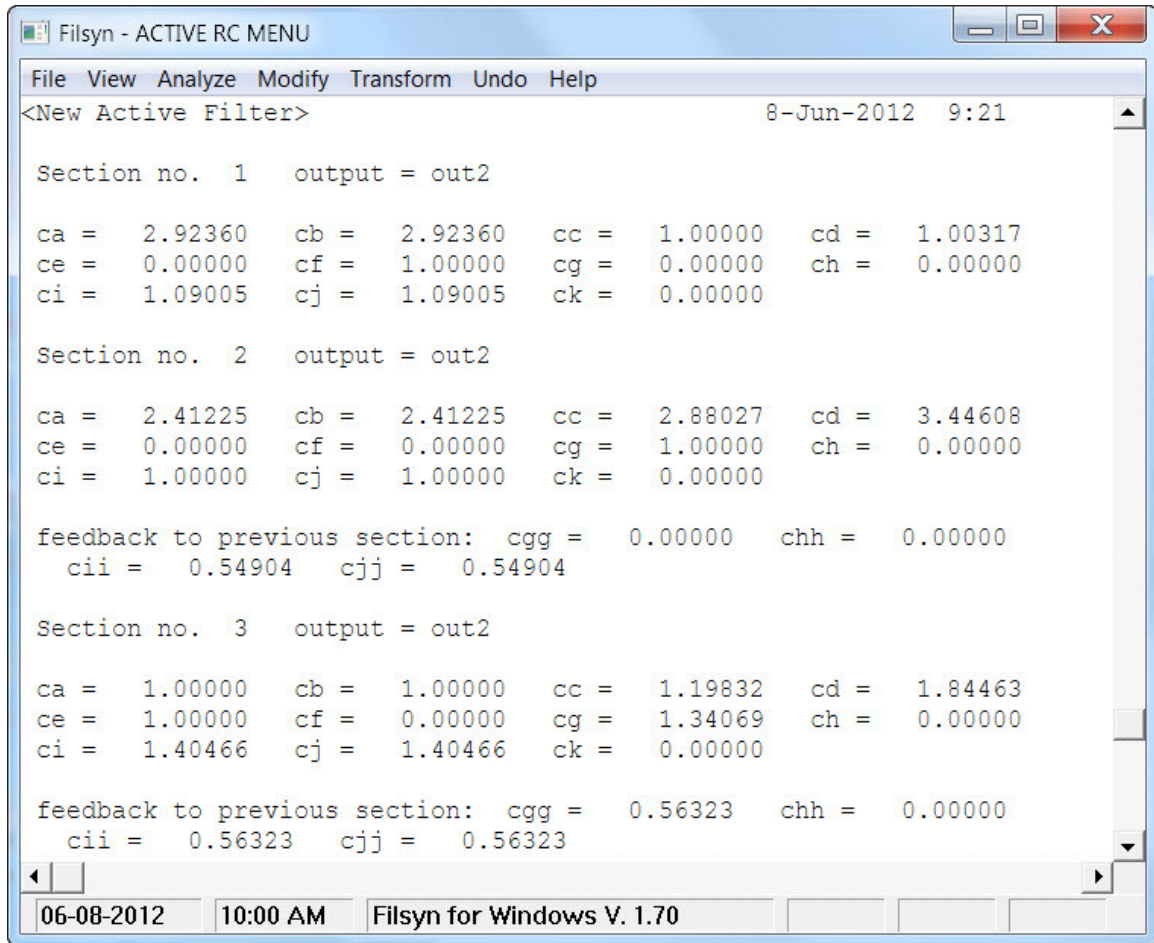 Filsyn - ACTIVE RC MENU
File View Analyze Modify Transform Undo Help
<New Active Filter> 8-Jun-2012 9:21
Section no. 1 output = out2
ca = 2.92360 cb = 2.92360 cc = 1.00000 cd = 1.00317
ce = 0.00000 cf = 1.00000 cg = 0.00000 ch = 0.00000
ci = 1.09005 cj = 1.09005 ck = 0.00000
Section no. 2 output = out2
ca = 2.41225 cb = 2.41225 cc = 2.88027 cd = 3.44608
ce = 0.00000 cf = 0.00000 cg = 1.00000 ch = 0.00000
ci = 1.00000 cj = 1.00000 ck = 0.00000
feedback to previous section: cgg = 0.00000 chh = 0.00000
cii = 0.54904 cjj = 0.54904
Section no. 3 output = out2
ca = 1.00000 cb = 1.00000 cc = 1.19832 cd = 1.84463
ce = 1.00000 cf = 0.00000 cg = 1.34069 ch = 0.00000
ci = 1.40466 cj = 1.40466 ck = 0.00000
feedback to previous section: cgg = 0.56323 chh = 0.00000
cii = 0.56323 cjj = 0.56323
06-08-2012 10:00 AM Filsyn for Windows V. 1.70